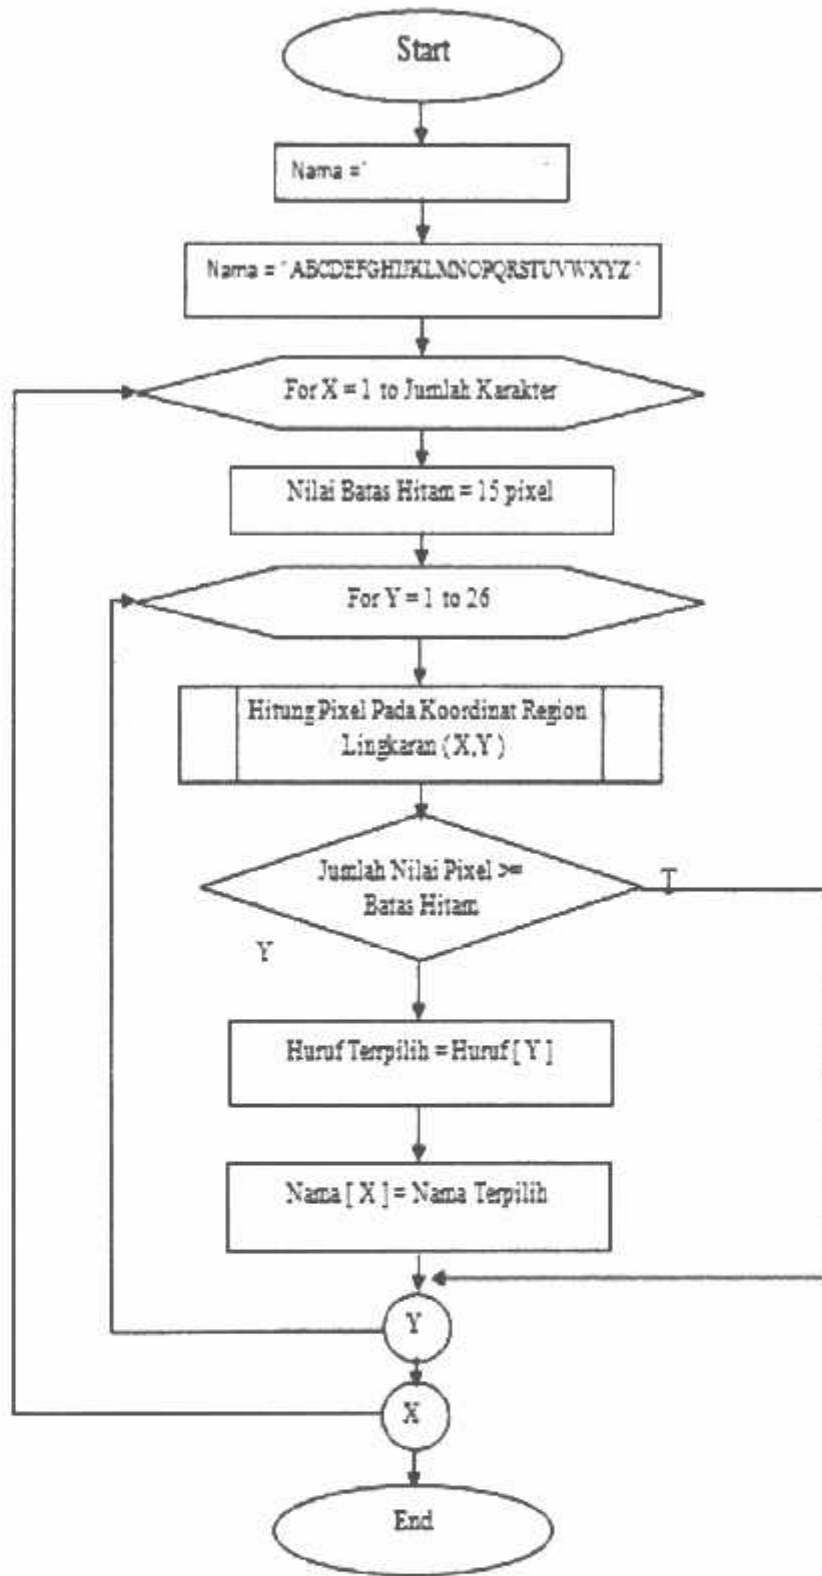 Start
Nama = " "
Nama = " ABCDEFGHIJKLMNOPQRSTUVWXYZ "
For X = 1 to Jumlah Karakter
Nilai Batas Hitam = 15 pixel
For Y = 1 to 26
Hitung Pixel Pada Koordinat Region
Lingkaran ( X,Y )
Jumlah Nilai Pixel >=
Batas Hitam
T
Y
Huruf Terrpilih = Huruf [ Y ]
Nama [ X ] = Nama Terpilih
Y
X
End